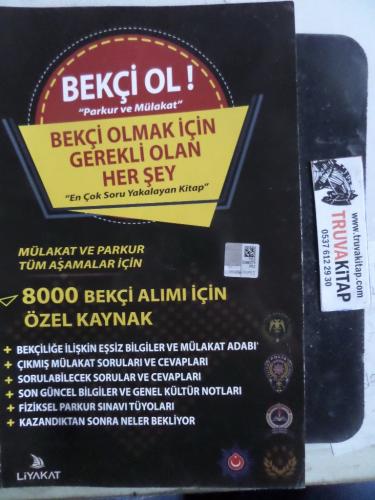 BEKÇİ OL !
"Parkur ve Mülakat"
BEKÇİ OLMAK İÇİN
GEREKLİ OLAN
HER ŞEY
"En Çok Soru Yakalayan Kitap"
MÜLAKAT VE PARKUR
TÜM AŞAMALAR İÇİN
8000 BEKÇİ ALIMI İÇİN
ÖZEL KAYNAK
+ BEKÇİLİĞE İLİŞKİN EŞSİZ BİLGİLER VE MÜLAKAT ADABI
+ ÇIKMIŞ MÜLAKAT SORULARI VE CEVAPLARI
+ SORULABİLECEK SORULAR VE CEVAPLARI
+ SON GÜNCEL BİLGİLER VE GENEL KÜLTÜR NOTLARI
+ FİZİKSEL PARKUR SINAVI TÜYOLARI
+ KAZANDIKTAN SONRA NELER BEKLİYOR
LİYAKAT
www.truvakitap.com
TRUVAKİTAP
0537 612 29 30